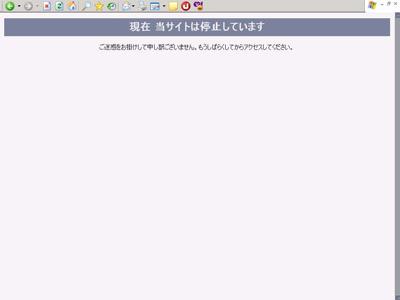 現在 当サイトは停止しています
ご迷惑をお掛けして申し訳ございません。もうしばらくしてからアクセスしてください。